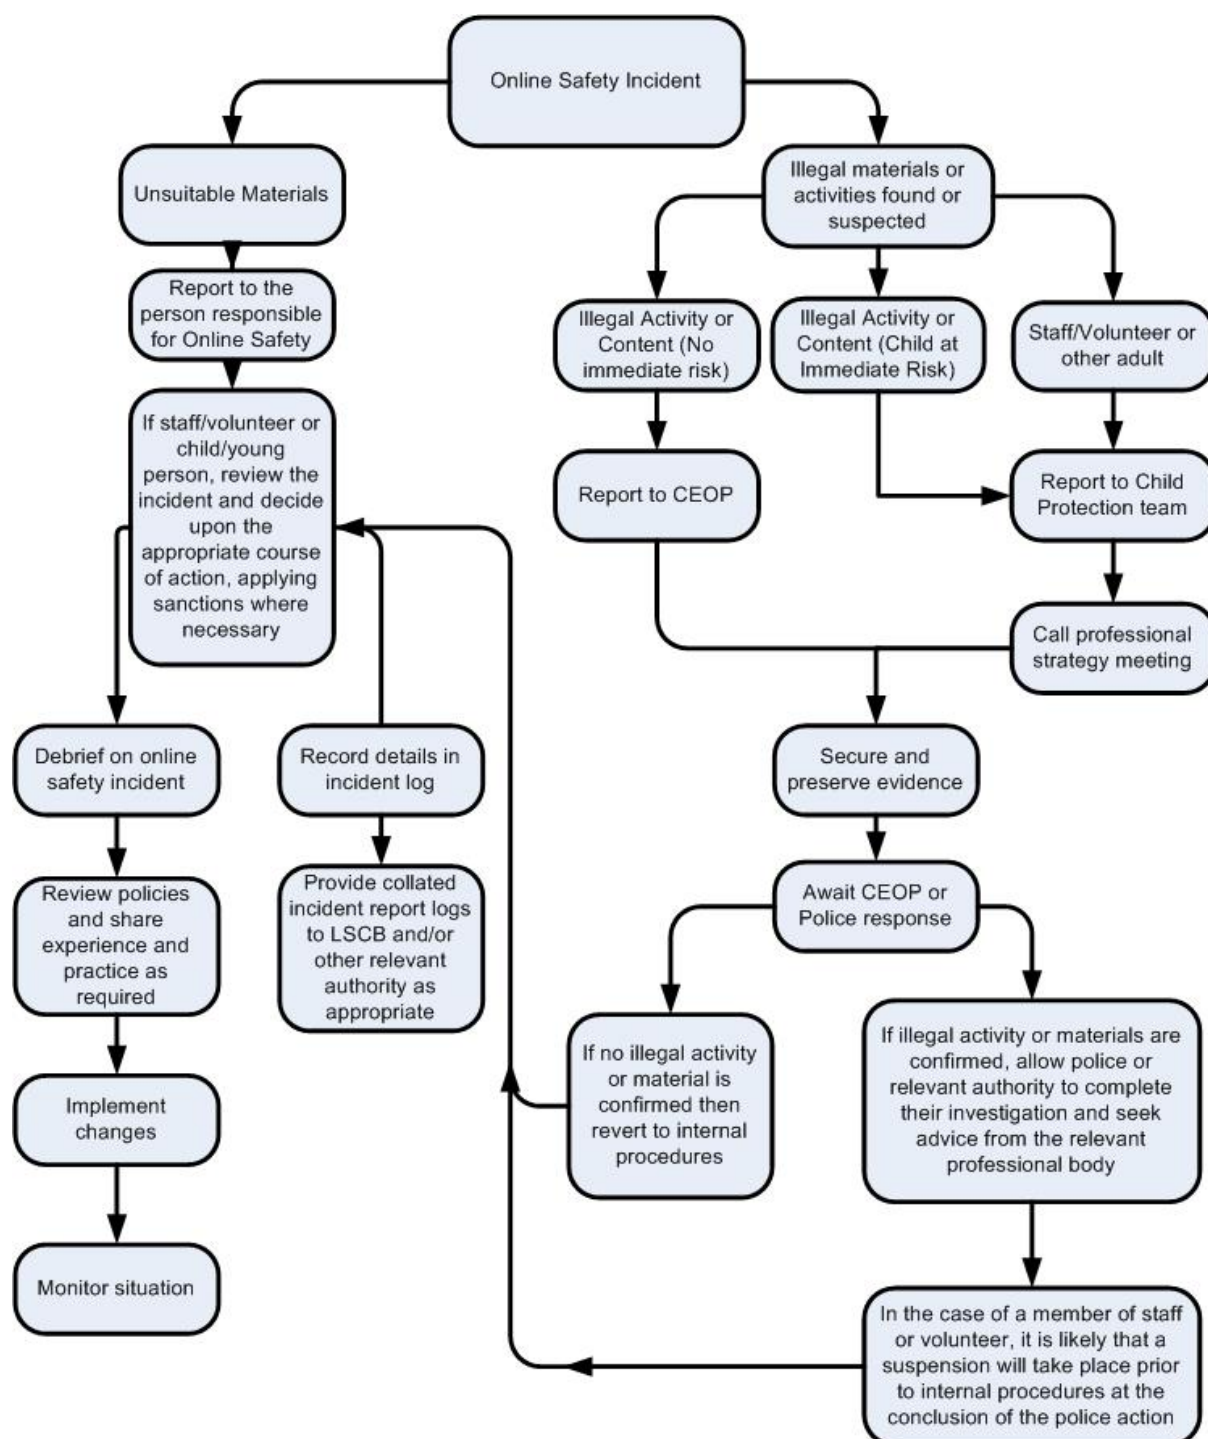 Online Safety Incident
Unsuitable Materials
Illegal materials or
activities found or
suspected
Report to the
person responsible
for Online Safety
Illegal Activity or
Content (No
immediate risk)
Illegal Activity or
Content (Child at
Immediate Risk)
Staff/Volunteer or
other adult
If staff/volunteer or
child/young
person, review the
incident and decide
upon the
appropriate course
of action, applying
sanctions where
necessary
Report to CEOP
Report to Child
Protection team
Call professional
strategy meeting
Debrief on online
safety incident
Record details in
incident log
Secure and
preserve evidence
Review policies
and share
experience and
practice as
required
Provide collated
incident report logs
to LSCB and/or
other relevant
authority as
appropriate
Await CEOP or
Police response
If no illegal activity
or material is
confirmed then
revert to internal
procedures
If illegal activity or materials are
confirmed, allow police or
relevant authority to complete
their investigation and seek
advice from the relevant
professional body
Implement
changes
Monitor situation
In the case of a member of staff
or volunteer, it is likely that a
suspension will take place prior
to internal procedures at the
conclusion of the police action